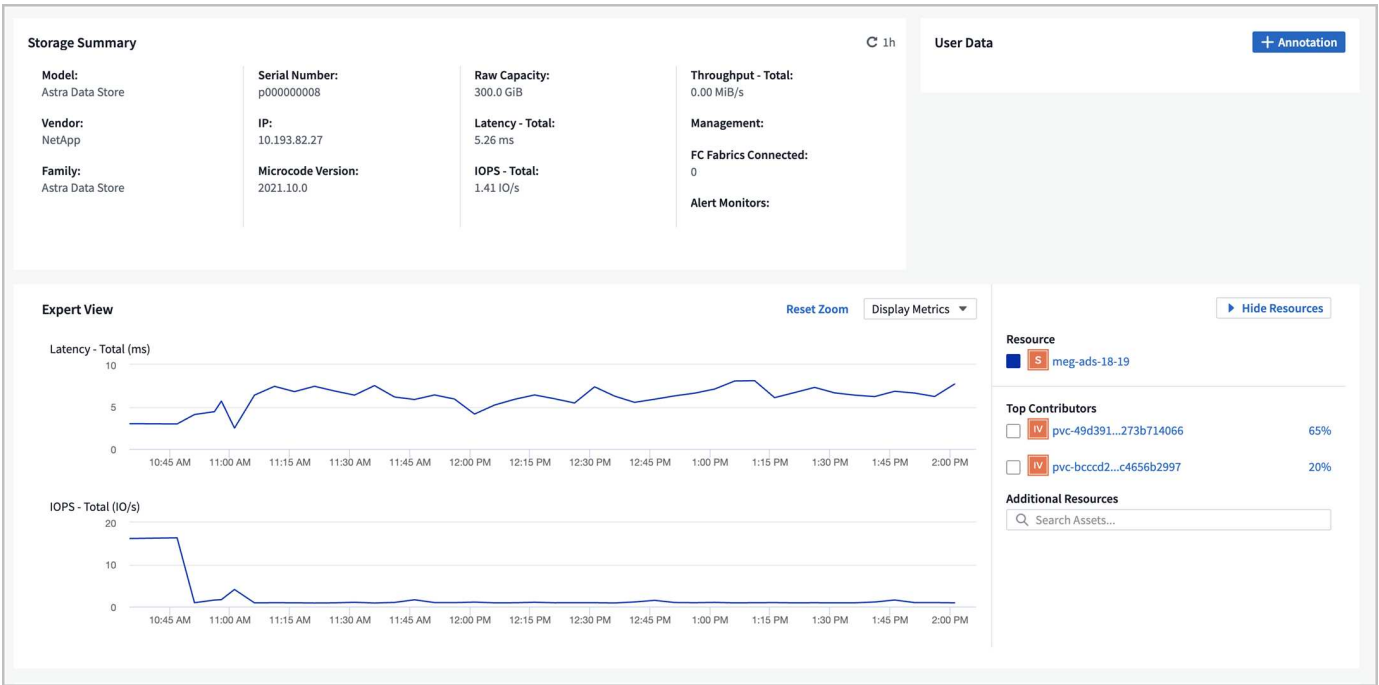 Storage Summary
1h
Model:
Astra Data Store
Vendor:
NetApp
Family:
Astra Data Store
Serial Number:
p000000008
IP:
10.193.82.27
Microcode Version:
2021.10.0
Raw Capacity:
300.0 GiB
Latency - Total:
5.26 ms
IOPS - Total:
1.41 IO/s
Throughput - Total:
0.00 MiB/s
Management:
FC Fabrics Connected:
0
Alert Monitors:
User Data
+ Annotation
Expert View
Reset Zoom
Display Metrics
Latency - Total (ms)
10
5
0
10:45 AM 11:00 AM 11:15 AM 11:30 AM 11:45 AM 12:00 PM 12:15 PM 12:30 PM 12:45 PM 1:00 PM 1:15 PM 1:30 PM 1:45 PM 2:00 PM
IOPS - Total (IO/s)
20
10
0
10:45 AM 11:00 AM 11:15 AM 11:30 AM 11:45 AM 12:00 PM 12:15 PM 12:30 PM 12:45 PM 1:00 PM 1:15 PM 1:30 PM 1:45 PM 2:00 PM
Hide Resources
Resource
S meg-ads-18-19
Top Contributors
IV pvc-49d391...273b714066 65%
IV pvc-bcccd2...c4656b2997 20%
Additional Resources
Search Assets...